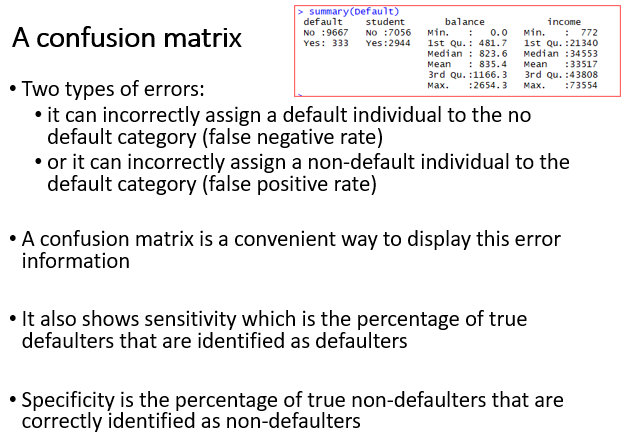 A confusion matrix
> summary(Default)
default student balance income
No :9667 No :7056 Min. : 0.0 Min. : 772
Yes: 333 Yes:2944 1st Qu.: 481.7 1st Qu.:21340
Median : 823.6 Median :34553
Mean : 835.4 Mean :33517
3rd Qu.:1166.3 3rd Qu.:43808
Max. :2654.3 Max. :73554
• Two types of errors:
• it can incorrectly assign a default individual to the no
default category (false negative rate)
• or it can incorrectly assign a non-default individual to the
default category (false positive rate)
• A confusion matrix is a convenient way to display this error
information
• It also shows sensitivity which is the percentage of true
defaulters that are identified as defaulters
• Specificity is the percentage of true non-defaulters that are
correctly identified as non-defaulters